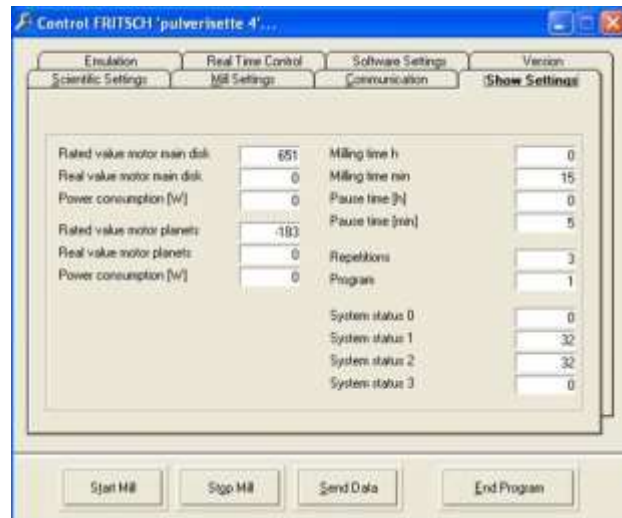 Control FRITSCH 'pulverisette 4'...
Emulation Real Time Control Software Settings Version
Scientific Settings Mill Settings Communication Show Settings
Rated value motor main disk 651 Milling time h 0
Real value motor main disk 0 Milling time min 15
Power consumption [W] 0 Pause time [h] 0
Rated value motor planets -183 Pause time [min] 5
Real value motor planets 0 Repetitions 3
Power consumption [W] 0 Program 1
System status 0 0
System status 1 32
System status 2 32
System status 3 0
Start Mill Stop Mill Send Data End Program